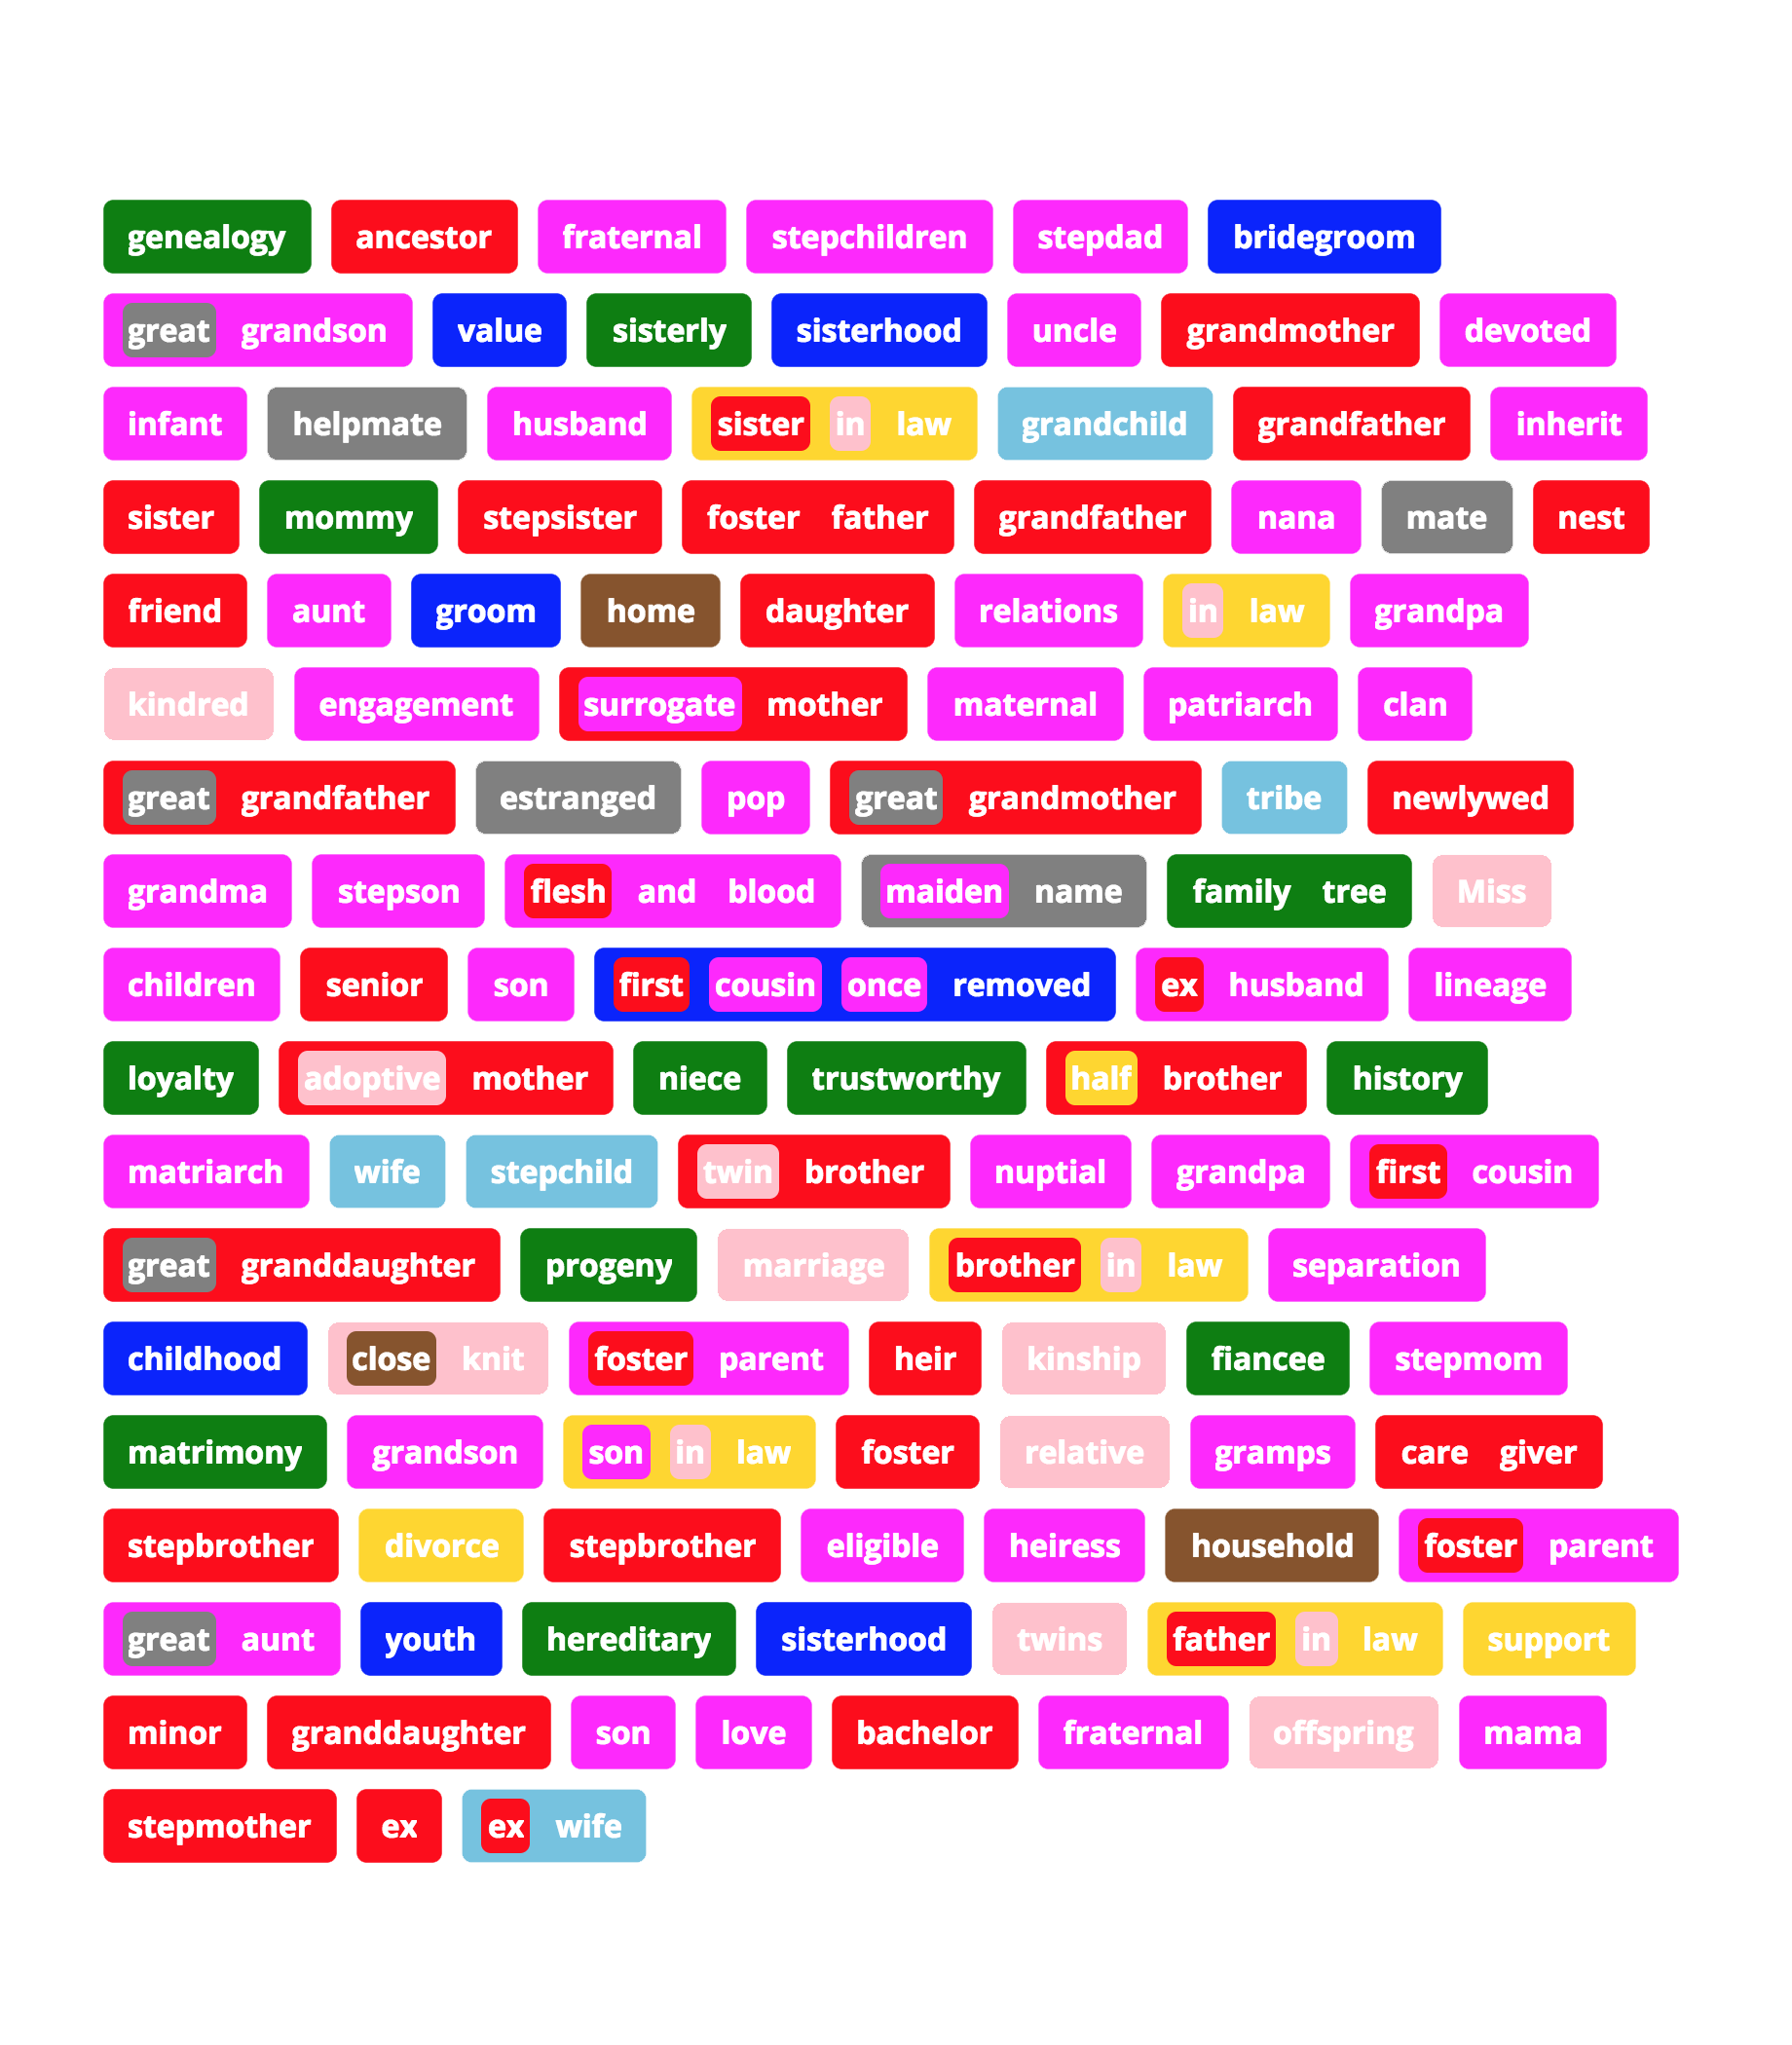 genealogy ancestor fraternal stepchildren stepdad bridegroom
great grandson value sisterly sisterhood uncle grandmother devoted
infant helpmate husband sister in law grandchild grandfather inherit
sister mommy stepsister foster father grandfather nana mate nest
friend aunt groom home daughter relations in law grandpa
kindred engagement surrogate mother maternal patriarch clan
great grandfather estranged pop great grandmother tribe newlywed
grandma stepson flesh and blood maiden name family tree Miss
children senior son first cousin once removed ex husband lineage
loyalty adoptive mother niece trustworthy half brother history
matriarch wife stepchild twin brother nuptial grandpa first cousin
great granddaughter progeny marriage brother in law separation
childhood close knit foster parent heir kinship fiancee stepmom
matrimony grandson son in law foster relative gramps care giver
stepbrother divorce stepbrother eligible heiress household foster parent
great aunt youth hereditary sisterhood twins father in law support
minor granddaughter son love bachelor fraternal offspring mama
stepmother ex ex wife